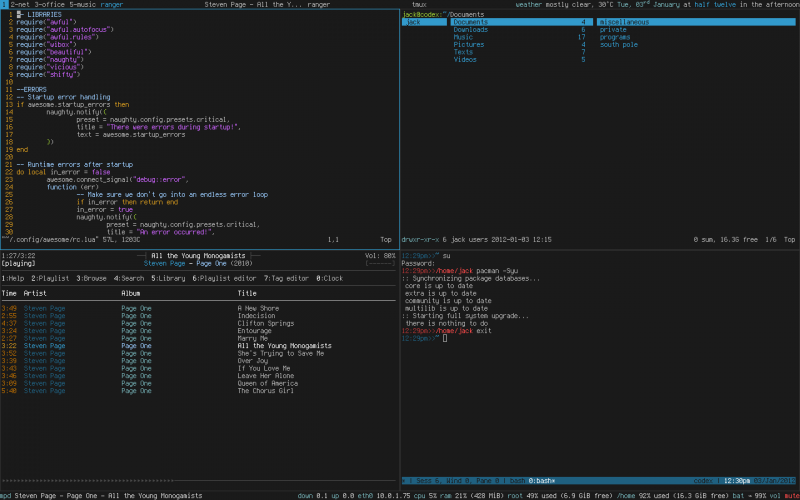 1 2-net 3-office 5-music ranger
Steven Page - All the Y... ranger
tmux
weather mostly clear, 30°C Tue, 03rd January at half twelve in the afternoon
1 -- LIBRARIES
2 require("awful")
3 require("awful.autofocus")
4 require("awful.rules")
5 require("wibox")
6 require("beautiful")
7 require("naughty")
8 require("vicious")
9 require("shifty")
10
11 --ERRORS
12 -- Startup error handling
13 if awesome.startup_errors then
14 naughty.notify({
15 preset = naughty.config.presets.critical,
16 title = "There were errors during startup!",
17 text = awesome.startup_errors
18 })
19 end
20
21 -- Runtime errors after startup
22 do local in_error = false
23 awesome.connect_signal("debug::error",
24 function (err)
25 -- Make sure we don't go into an endless error loop
26 if in_error then return end
27 in_error = true
28 naughty.notify({
29 preset = naughty.config.presets.critical,
30 title = "An error occurred!",
"~/.config/awesome/rc.lua" 57L, 1203C 1,1 Top
jack@codex:~/Documents
jack Documents 4 miscellaneous
Downloads 6 private
Music 17 programs
Pictures 4 south pole
Texts 7
Videos 5
drwxr-xr-x 6 jack users 2012-01-03 12:15 0 sum, 16.3G free 1/6 Top
1:27/3:22 All the Young Monogamists Vol: 80%
[playing] Steven Page - Page One (2010) [------]
1:Help 2:Playlist 3:Browse 4:Search 5:Library 6:Playlist editor 7:Tag editor 0:Clock
Time Artist Album Title
3:49 Steven Page Page One A New Shore
2:55 Steven Page Page One Indecision
4:37 Steven Page Page One Clifton Springs
3:24 Steven Page Page One Entourage
2:27 Steven Page Page One Marry Me
3:22 Steven Page Page One All the Young Monogamists
3:52 Steven Page Page One She's Trying to Save Me
3:39 Steven Page Page One Over Joy
3:43 Steven Page Page One If You Love Me
3:46 Steven Page Page One Leave Her Alone
3:09 Steven Page Page One Queen of America
5:40 Steven Page Page One The Chorus Girl
12:29pm>>~ su
Password:
12:29pm>>/home/jack pacman -Syu
:: Synchronizing package databases...
core is up to date
extra is up to date
community is up to date
multilib is up to date
:: Starting full system upgrade...
there is nothing to do
12:29pm>>/home/jack exit
12:29pm>>~
Sess 6, Wind 0, Pane 0 | bash 0:bash* codex | 12:30pm 03/Jan/2012
mpd Steven Page - Page One - All the Young Monogamists
down 0.1 up 0.0 eth0 10.0.1.75 cpu 5% ram 21% (428 MiB) root 49% used (6.9 GiB free) /home 92% used (16.3 GiB free) bat ~ 99% vol mute